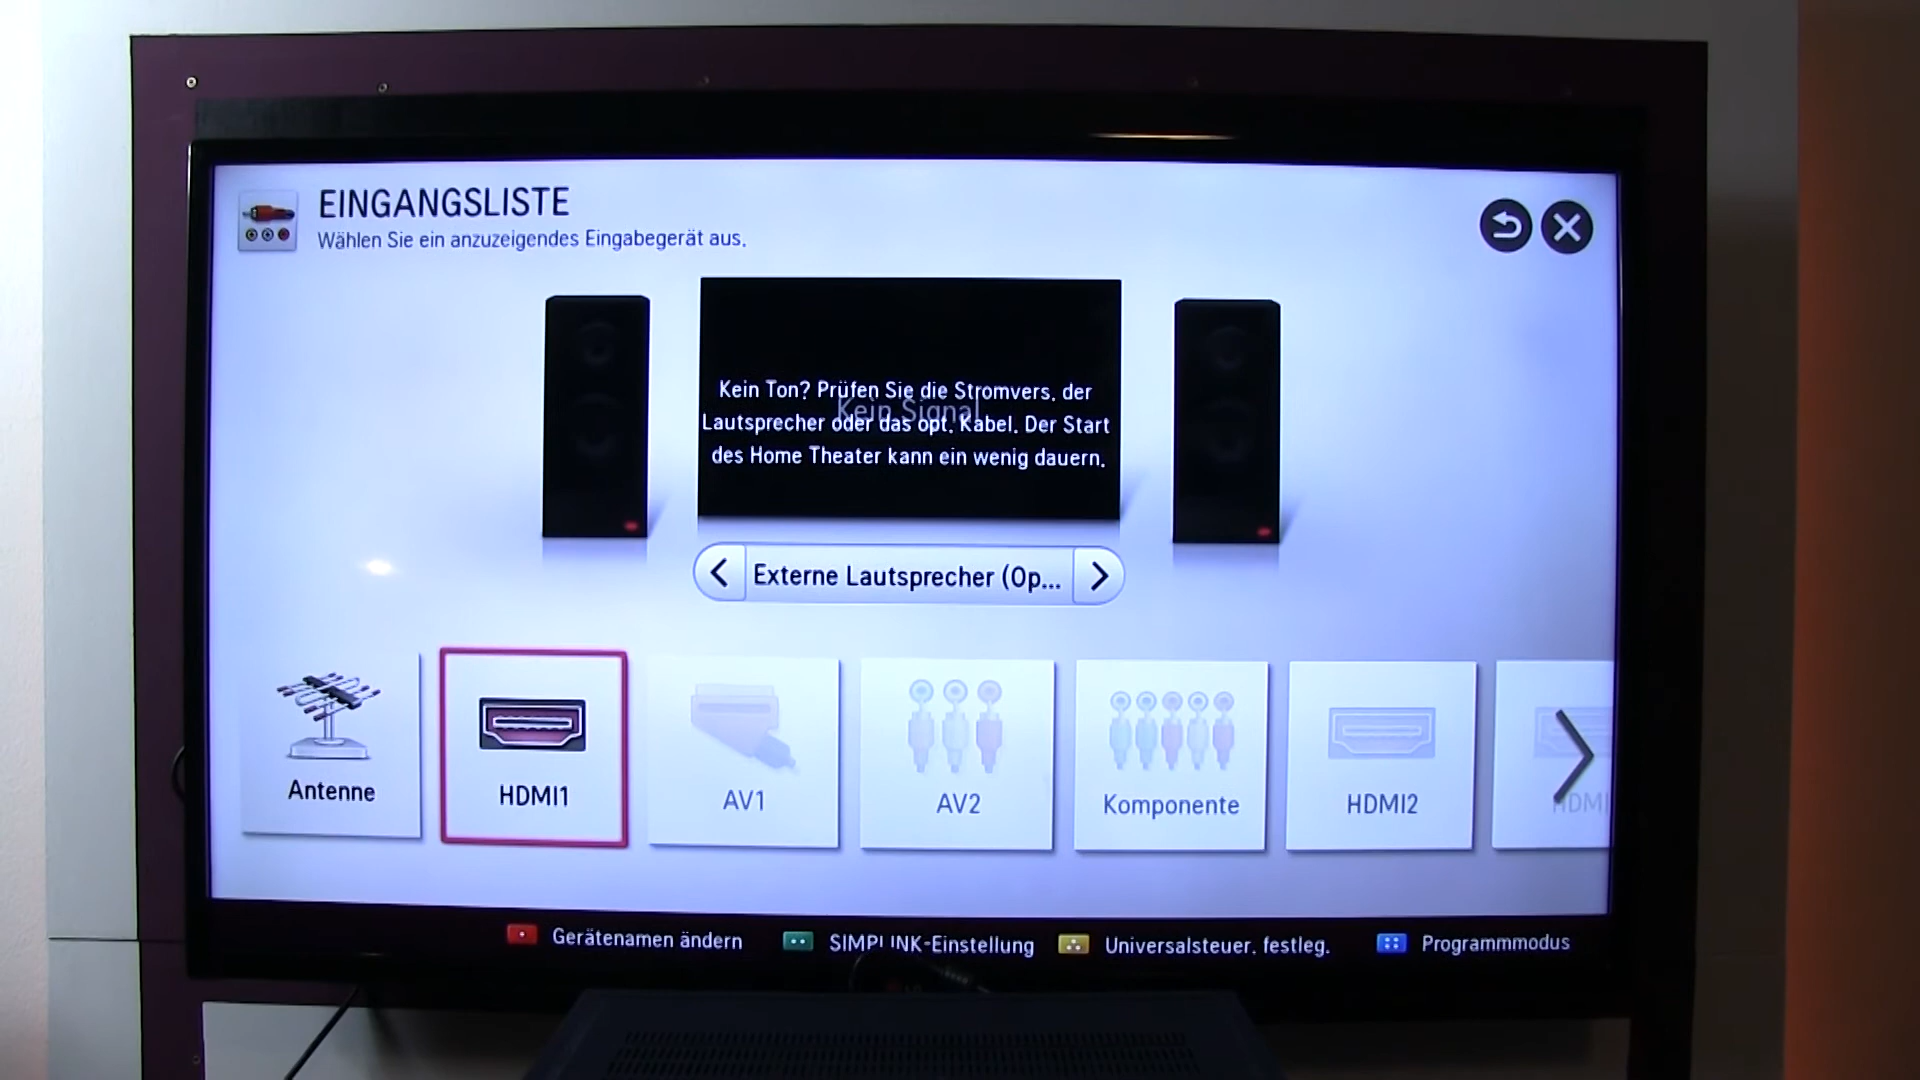 EINGANGSLISTE
Wählen Sie ein anzuzeigendes Eingabegerät aus.
Kein Ton? Prüfen Sie die Stromvers. der
Kein Signal
Lautsprecher oder das opt. Kabel. Der Start
des Home Theater kann ein wenig dauern.
Externe Lautsprecher (Op...
Antenne
HDMI1
AV1
AV2
Komponente
HDMI2
HDMI
Gerätenamen ändern
SIMPLINK-Einstellung
Universalsteuer. festleg.
Programmmodus